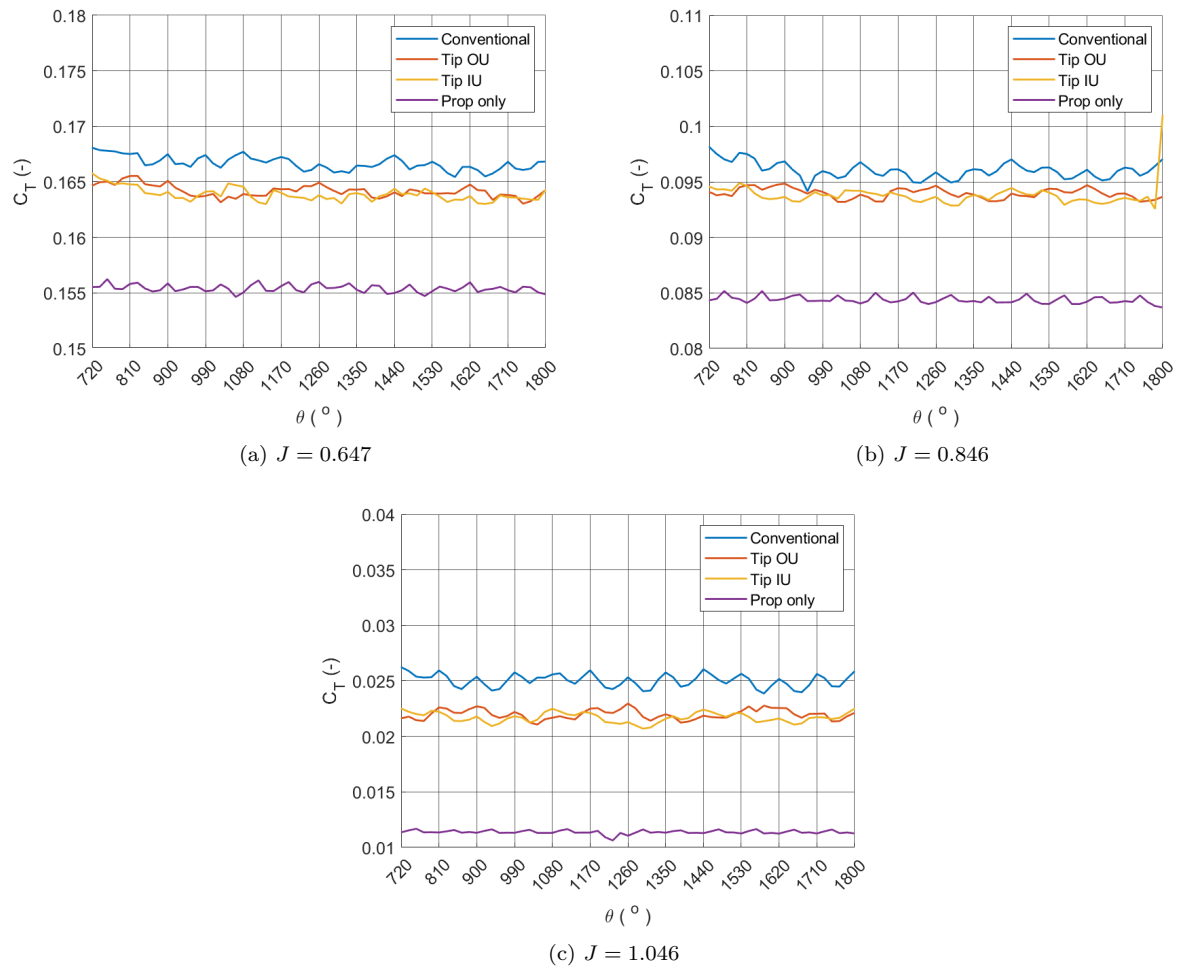 0.18
0.175
0.17
0.165
0.16
0.155
0.15
C_T (-)
Conventional
Tip OU
Tip IU
Prop only
720 810 900 990 1080 1170 1260 1350 1440 1530 1620 1710 1800
θ ( ° )
(a) J = 0.647
0.11
0.105
0.1
0.095
0.09
0.085
0.08
C_T (-)
Conventional
Tip OU
Tip IU
Prop only
720 810 900 990 1080 1170 1260 1350 1440 1530 1620 1710 1800
θ ( ° )
(b) J = 0.846
0.04
0.035
0.03
0.025
0.02
0.015
0.01
C_T (-)
Conventional
Tip OU
Tip IU
Prop only
720 810 900 990 1080 1170 1260 1350 1440 1530 1620 1710 1800
θ ( ° )
(c) J = 1.046